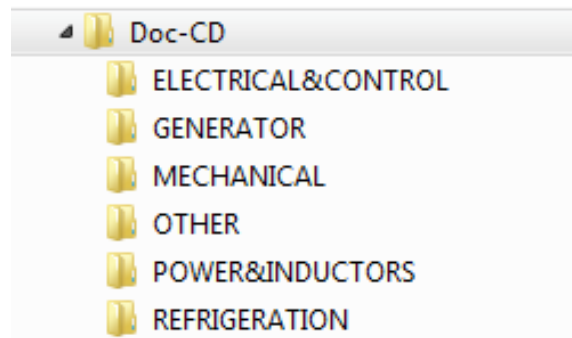 Doc-CD
ELECTRICAL&CONTROL
GENERATOR
MECHANICAL
OTHER
POWER&INDUCTORS
REFRIGERATION